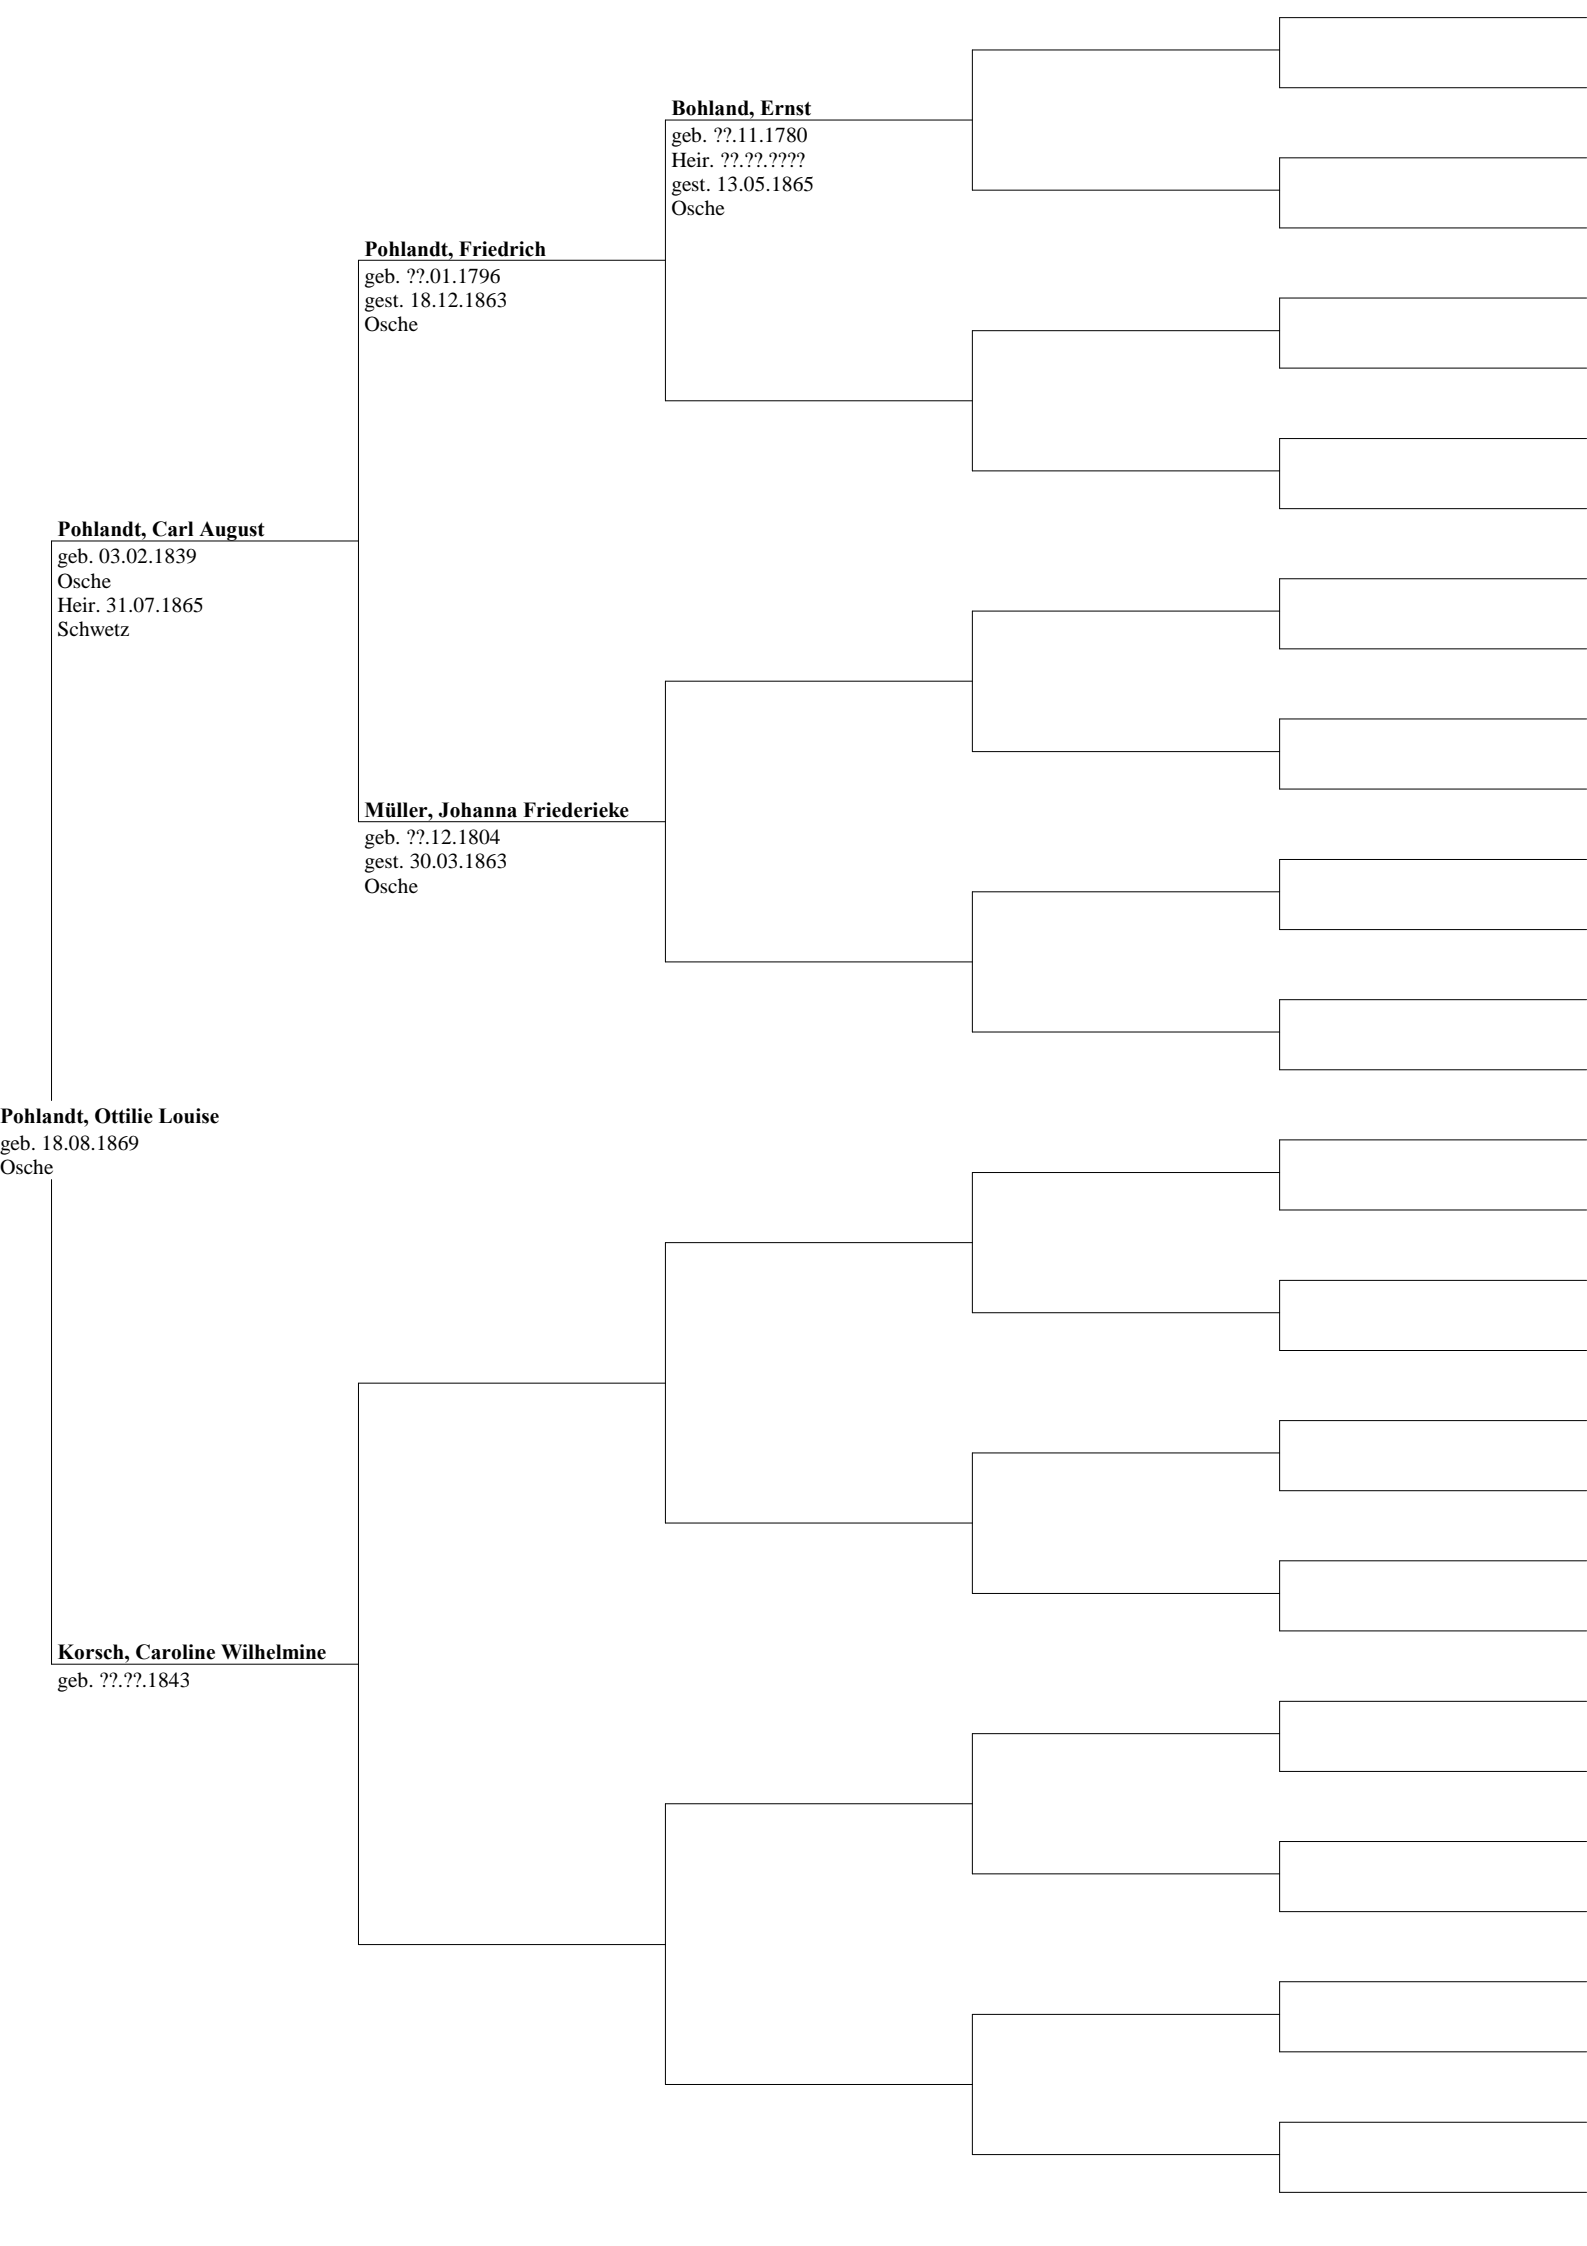 Bohland, Ernst
geb. ??.11.1780
Heir. ??.??.????
gest. 13.05.1865
Osche
Pohlandt, Friedrich
geb. ??.01.1796
gest. 18.12.1863
Osche
Pohlandt, Carl August
geb. 03.02.1839
Osche
Heir. 31.07.1865
Schwetz
Müller, Johanna Friederieke
geb. ??.12.1804
gest. 30.03.1863
Osche
Pohlandt, Ottilie Louise
geb. 18.08.1869
Osche
Korsch, Caroline Wilhelmine
geb. ??.??.1843